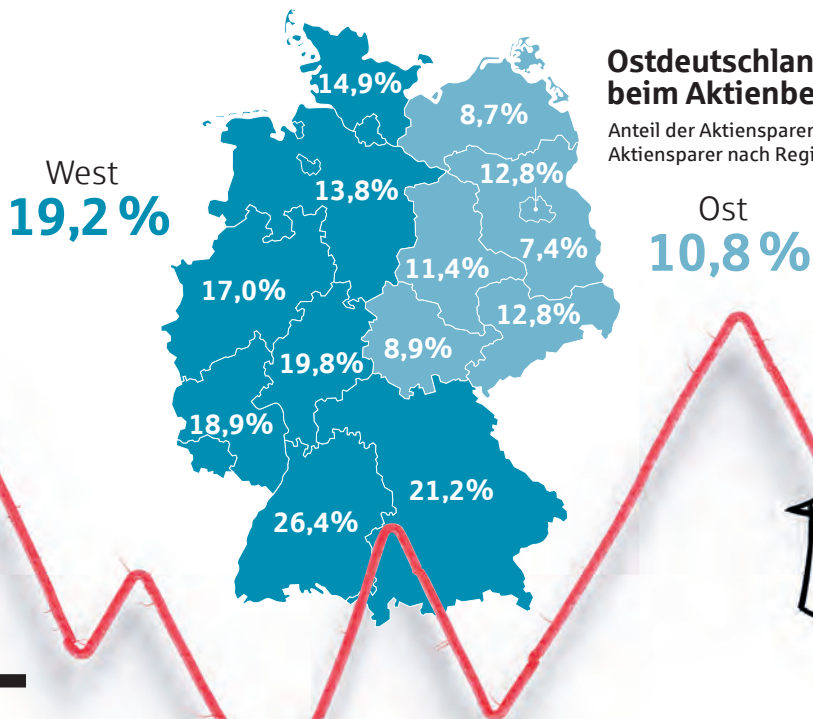 Ostdeutschlan
beim Aktienbe
Anteil der Aktiensparer
Aktiensparer nach Regi
West
19,2 %
Ost
10,8 %
14,9%
8,7%
12,8%
13,8%
7,4%
11,4%
17,0%
12,8%
8,9%
19,8%
18,9%
21,2%
26,4%